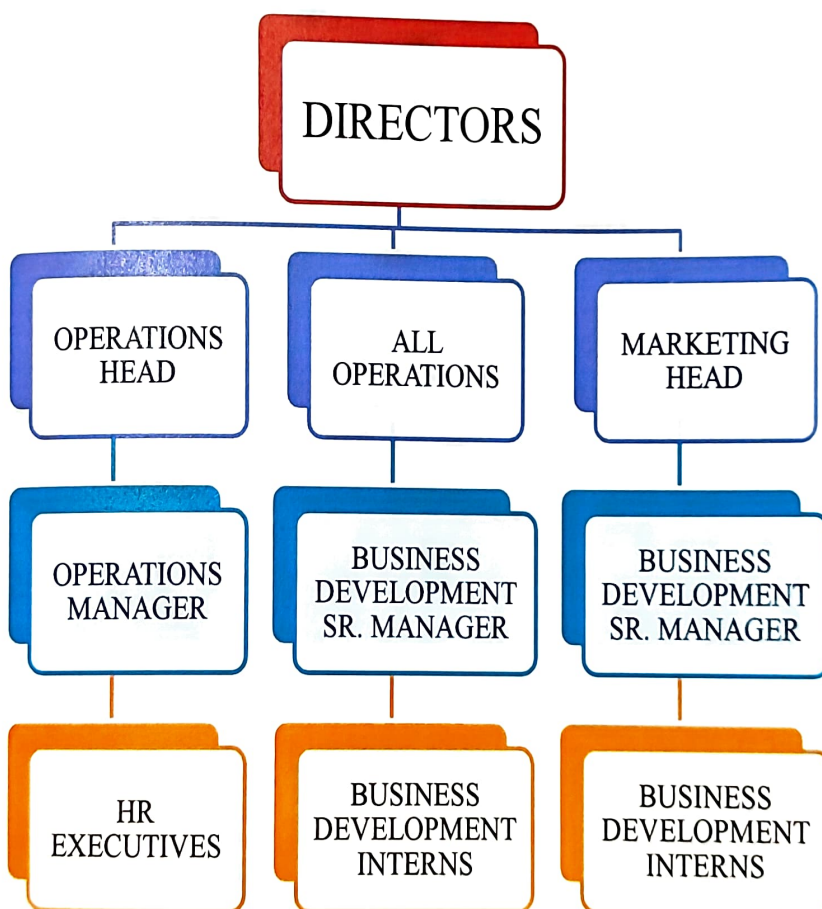 DIRECTORS
OPERATIONS
HEAD
ALL
OPERATIONS
MARKETING
HEAD
OPERATIONS
MANAGER
BUSINESS
DEVELOPMENT
SR. MANAGER
BUSINESS
DEVELOPMENT
SR. MANAGER
HR
EXECUTIVES
BUSINESS
DEVELOPMENT
INTERNS
BUSINESS
DEVELOPMENT
INTERNS